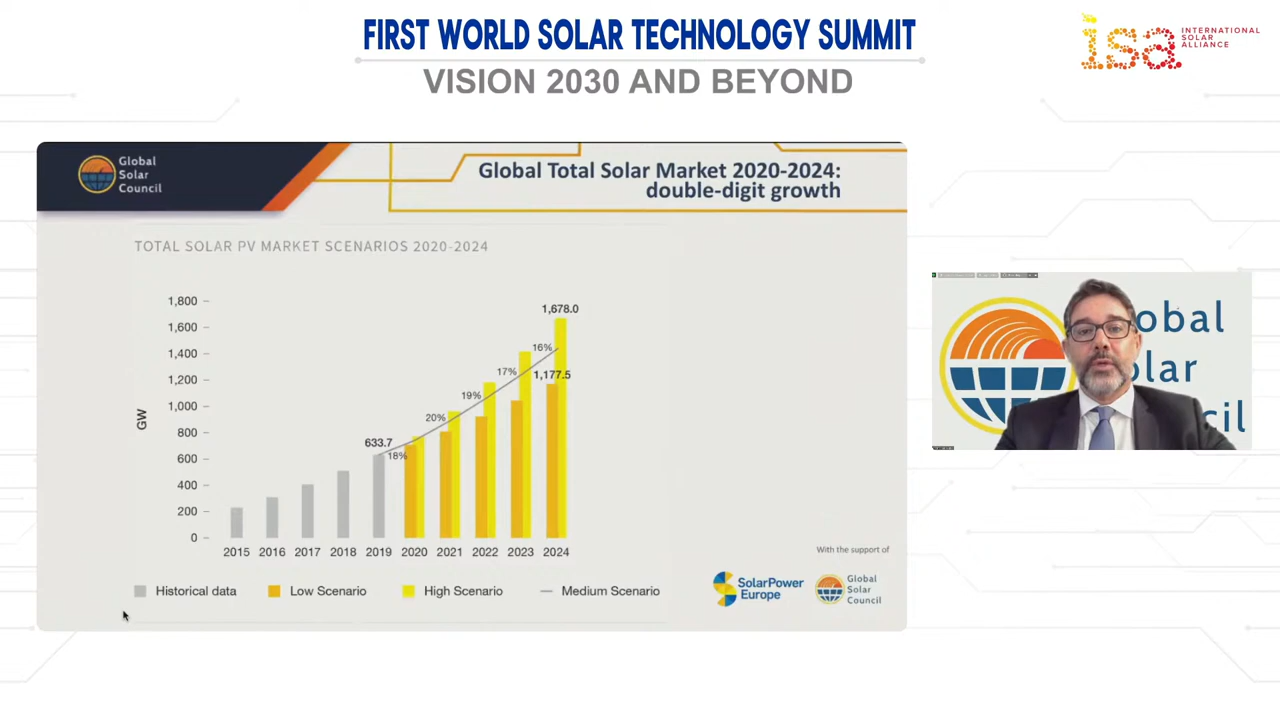 FIRST WORLD SOLAR TECHNOLOGY SUMMIT
VISION 2030 AND BEYOND
isa
INTERNATIONAL
SOLAR
ALLIANCE
Global
Solar
Council
Global Total Solar Market 2020-2024:
double-digit growth
TOTAL SOLAR PV MARKET SCENARIOS 2020-2024
GW
1,800
1,600
1,400
1,200
1,000
800
600
400
200
0
633.7
18%
20%
19%
17%
16%
1,678.0
1,177.5
2015 2016 2017 2018 2019 2020 2021 2022 2023 2024
Historical data Low Scenario High Scenario Medium Scenario
With the support of
SolarPower
Europe
Global
Solar
Council
obal
olar
cil